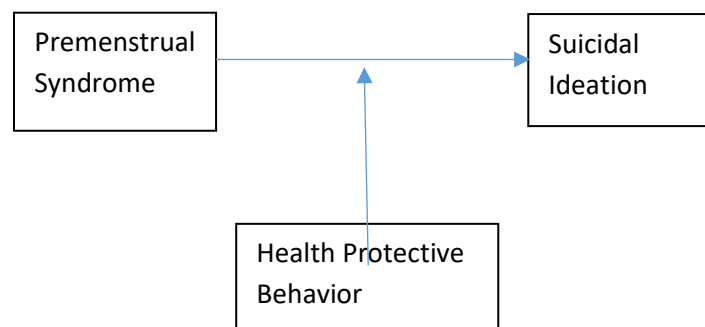 Premenstrual
Syndrome
Suicidal
Ideation
Health Protective
Behavior